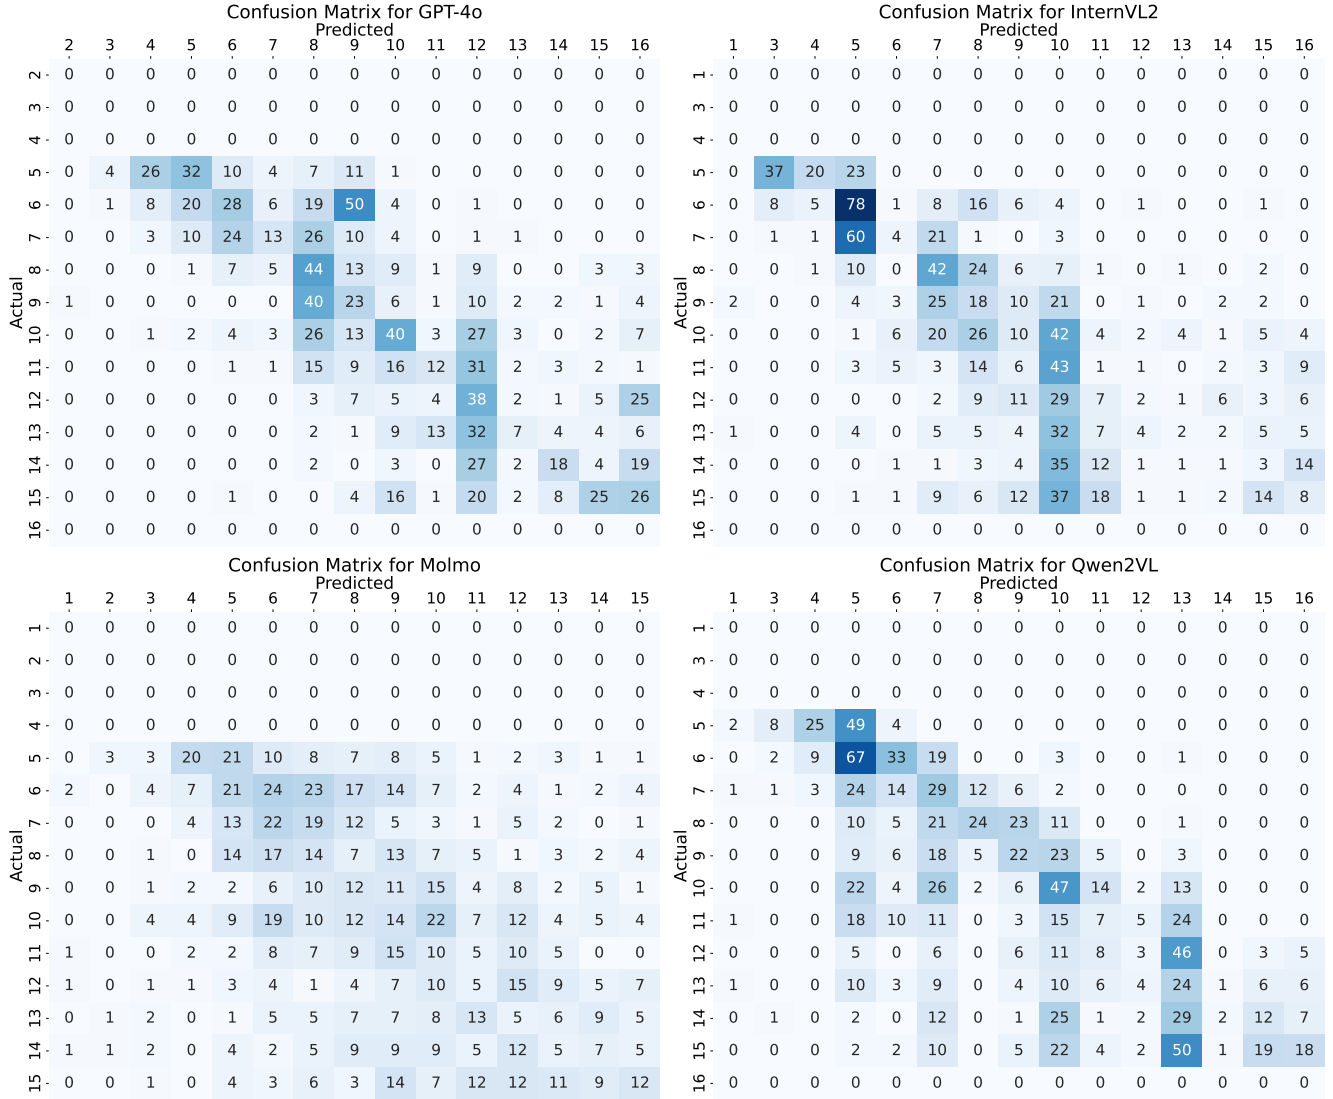 Confusion Matrix for GPT-4o
Predicted
2 3 4 5 6 7 8 9 10 11 12 13 14 15 16
Actual
2 0 0 0 0 0 0 0 0 0 0 0 0 0 0 0
3 0 0 0 0 0 0 0 0 0 0 0 0 0 0 0
4 0 0 0 0 0 0 0 0 0 0 0 0 0 0 0
5 0 4 26 32 10 4 7 11 1 0 0 0 0 0 0
6 0 1 8 20 28 6 19 50 4 0 1 0 0 0 0
7 0 0 3 10 24 13 26 10 4 0 1 1 0 0 0
8 0 0 0 1 7 5 44 13 9 1 9 0 0 3 3
9 1 0 0 0 0 0 40 23 6 1 10 2 2 1 4
10 0 0 1 2 4 3 26 13 40 3 27 3 0 2 7
11 0 0 0 0 1 1 15 9 16 12 31 2 3 2 1
12 0 0 0 0 0 0 3 7 5 4 38 2 1 5 25
13 0 0 0 0 0 0 2 1 9 13 32 7 4 4 6
14 0 0 0 0 0 0 2 0 3 0 27 2 18 4 19
15 0 0 0 0 1 0 0 4 16 1 20 2 8 25 26
16 0 0 0 0 0 0 0 0 0 0 0 0 0 0 0
Confusion Matrix for InternVL2
Predicted
1 3 4 5 6 7 8 9 10 11 12 13 14 15 16
Actual
1 0 0 0 0 0 0 0 0 0 0 0 0 0 0 0
3 0 0 0 0 0 0 0 0 0 0 0 0 0 0 0
4 0 0 0 0 0 0 0 0 0 0 0 0 0 0 0
5 0 37 20 23 0 0 0 0 0 0 0 0 0 0 0
6 0 8 5 78 1 8 16 6 4 0 1 0 0 1 0
7 0 1 1 60 4 21 1 0 3 0 0 0 0 0 0
8 0 0 1 10 0 42 24 6 7 1 0 1 0 2 0
9 2 0 0 4 3 25 18 10 21 0 1 0 2 2 0
10 0 0 0 1 6 20 26 10 42 4 2 4 1 5 4
11 0 0 0 3 5 3 14 6 43 1 1 0 2 3 9
12 0 0 0 0 0 2 9 11 29 7 2 1 6 3 6
13 1 0 0 4 0 5 5 4 32 7 4 2 2 5 5
14 0 0 0 0 1 1 3 4 35 12 1 1 1 3 14
15 0 0 0 1 1 9 6 12 37 18 1 1 2 14 8
16 0 0 0 0 0 0 0 0 0 0 0 0 0 0 0
Confusion Matrix for Molmo
Predicted
1 2 3 4 5 6 7 8 9 10 11 12 13 14 15
Actual
1 0 0 0 0 0 0 0 0 0 0 0 0 0 0 0
2 0 0 0 0 0 0 0 0 0 0 0 0 0 0 0
3 0 0 0 0 0 0 0 0 0 0 0 0 0 0 0
4 0 0 0 0 0 0 0 0 0 0 0 0 0 0 0
5 0 3 3 20 21 10 8 7 8 5 1 2 3 1 1
6 2 0 4 7 21 24 23 17 14 7 2 4 1 2 4
7 0 0 0 4 13 22 19 12 5 3 1 5 2 0 1
8 0 0 1 0 14 17 14 7 13 7 5 1 3 2 4
9 0 0 1 2 2 6 10 12 11 15 4 8 2 5 1
10 0 0 4 4 9 19 10 12 14 22 7 12 4 5 4
11 1 0 0 2 2 8 7 9 15 10 5 10 5 0 0
12 1 0 1 1 3 4 1 4 7 10 5 15 9 5 7
13 0 1 2 0 1 5 5 7 7 8 13 5 6 9 5
14 1 1 2 0 4 2 5 9 9 9 5 12 5 7 5
15 0 0 1 0 4 3 6 3 14 7 12 12 11 9 12
Confusion Matrix for Qwen2VL
Predicted
1 3 4 5 6 7 8 9 10 11 12 13 14 15 16
Actual
1 0 0 0 0 0 0 0 0 0 0 0 0 0 0 0
3 0 0 0 0 0 0 0 0 0 0 0 0 0 0 0
4 0 0 0 0 0 0 0 0 0 0 0 0 0 0 0
5 2 8 25 49 4 0 0 0 0 0 0 0 0 0 0
6 0 2 9 67 33 19 0 0 3 0 0 1 0 0 0
7 1 1 3 24 14 29 12 6 2 0 0 0 0 0 0
8 0 0 0 10 5 21 24 23 11 0 0 1 0 0 0
9 0 0 0 9 6 18 5 22 23 5 0 3 0 0 0
10 0 0 0 22 4 26 2 6 47 14 2 13 0 0 0
11 1 0 0 18 10 11 0 3 15 7 5 24 0 0 0
12 0 0 0 5 0 6 0 6 11 8 3 46 0 3 5
13 1 0 0 10 3 9 0 4 10 6 4 24 1 6 6
14 0 1 0 2 0 12 0 1 25 1 2 29 2 12 7
15 0 0 0 2 2 10 0 5 22 4 2 50 1 19 18
16 0 0 0 0 0 0 0 0 0 0 0 0 0 0 0